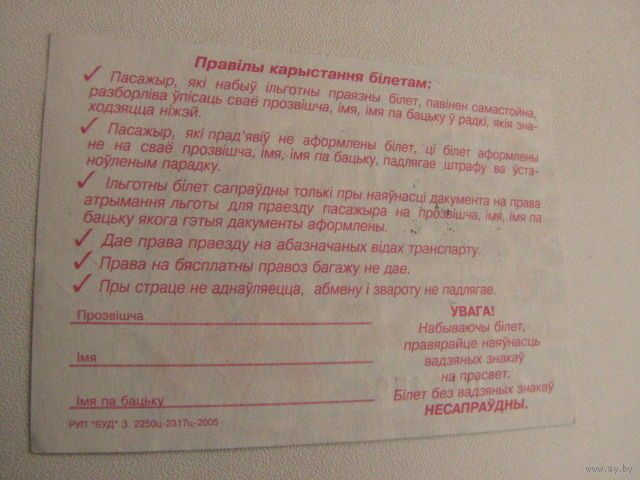 Правілы карыстання білетам:
✓ Пасажыр, які набыў ільготны праязны білет, павінен самастойна,
разборліва ўпісаць сваё прозвішча, імя, імя па бацьку ў радкі, якія зна-
ходзяцца ніжэй.
✓ Пасажыр, які прад'явіў не аформлены білет, ці білет аформлены
не на сваё прозвішча, імя, імя па бацьку, падлягае штрафу ва ўста-
ноўленым парадку.
✓ Ільготны білет сапраўдны толькі пры наяўнасці дакумента на права
атрымання льготы для праезду пасажыра на прозвішча, імя, імя па
бацьку якога гэтыя дакументы аформлены.
✓ Дае права праезду на абазначаных відах транспарту.
✓ Права на бясплатны правоз багажу не дае.
✓ Пры страце не аднаўляецца, абмену і звароту не падлягае.
Прозвішча
Імя
Імя па бацьку
РУП "БУД" З. 2250ц-2317ц-2005
УВАГА!
Набываючы білет,
правярайце наяўнасць
вадзяных знакаў
на прасвет.
Білет без вадзяных знакаў
НЕСАПРАЎДНЫ.
www.ay.by